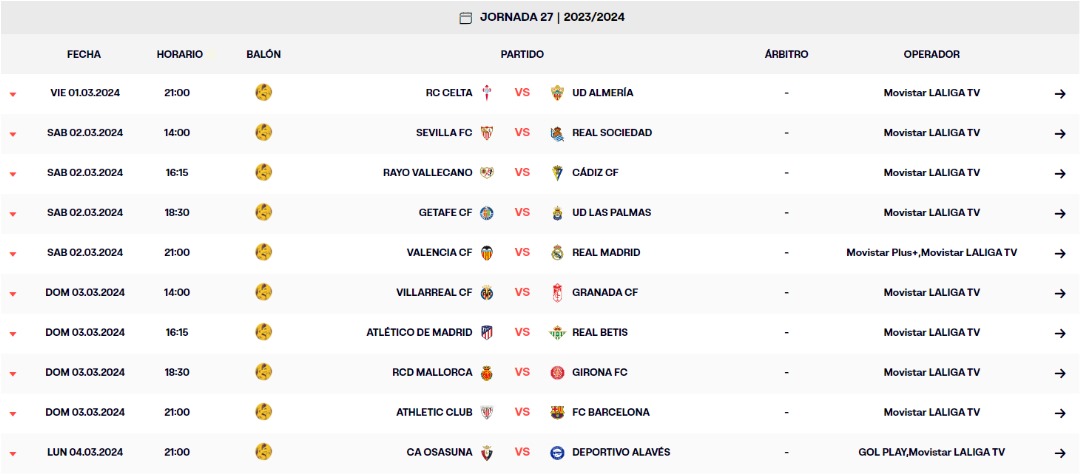 JORNADA 27 | 2023/2024
FECHA HORARIO BALÓN PARTIDO ÁRBITRO OPERADOR
VIE 01.03.2024 21:00 RC CELTA VS UD ALMERÍA - Movistar LALIGA TV
SAB 02.03.2024 14:00 SEVILLA FC VS REAL SOCIEDAD - Movistar LALIGA TV
SAB 02.03.2024 16:15 RAYO VALLECANO VS CÁDIZ CF - Movistar LALIGA TV
SAB 02.03.2024 18:30 GETAFE CF VS UD LAS PALMAS - Movistar LALIGA TV
SAB 02.03.2024 21:00 VALENCIA CF VS REAL MADRID - Movistar Plus+,Movistar LALIGA TV
DOM 03.03.2024 14:00 VILLARREAL CF VS GRANADA CF - Movistar LALIGA TV
DOM 03.03.2024 16:15 ATLÉTICO DE MADRID VS REAL BETIS - Movistar LALIGA TV
DOM 03.03.2024 18:30 RCD MALLORCA VS GIRONA FC - Movistar LALIGA TV
DOM 03.03.2024 21:00 ATHLETIC CLUB VS FC BARCELONA - Movistar LALIGA TV
LUN 04.03.2024 21:00 CA OSASUNA VS DEPORTIVO ALAVÉS - GOL PLAY,Movistar LALIGA TV